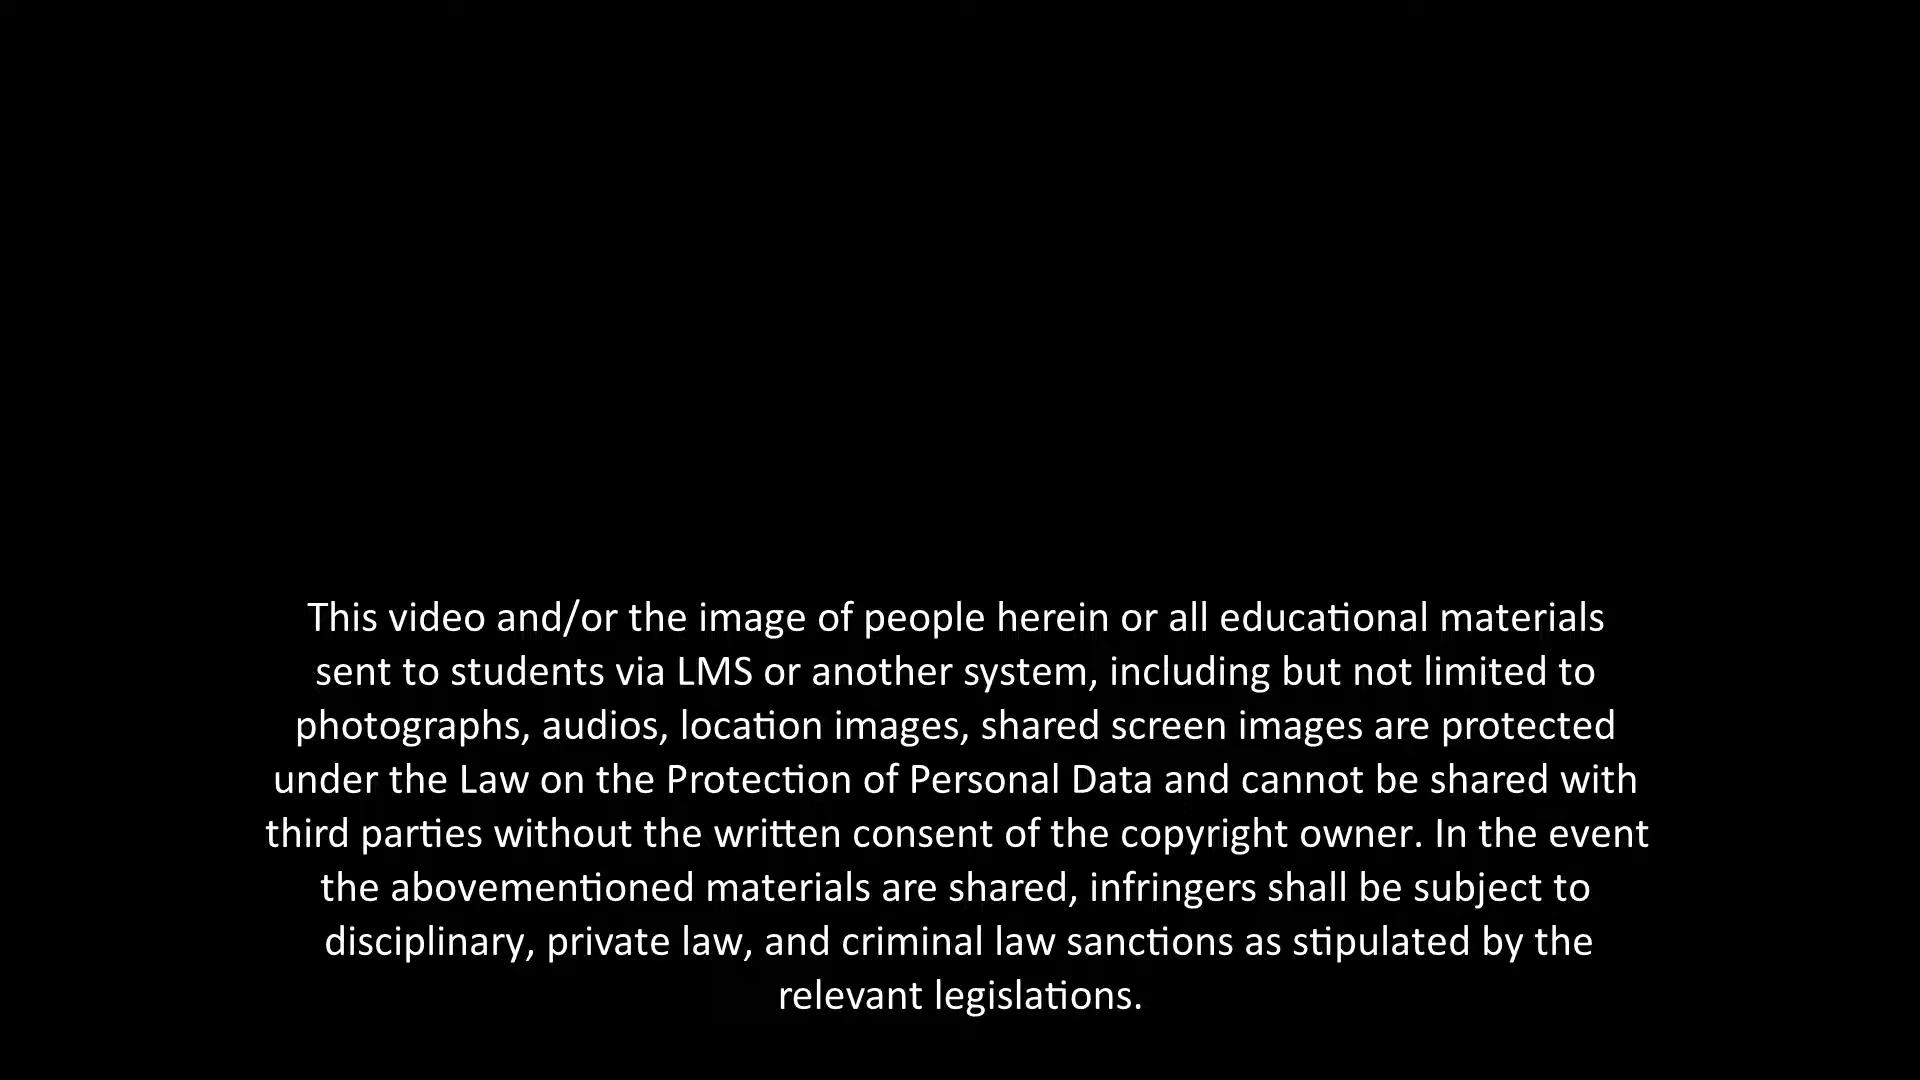 This video and/or the image of people herein or all educational materials
sent to students via LMS or another system, including but not limited to
photographs, audios, location images, shared screen images are protected
under the Law on the Protection of Personal Data and cannot be shared with
third parties without the written consent of the copyright owner. In the event
the abovementioned materials are shared, infringers shall be subject to
disciplinary, private law, and criminal law sanctions as stipulated by the
relevant legislations.